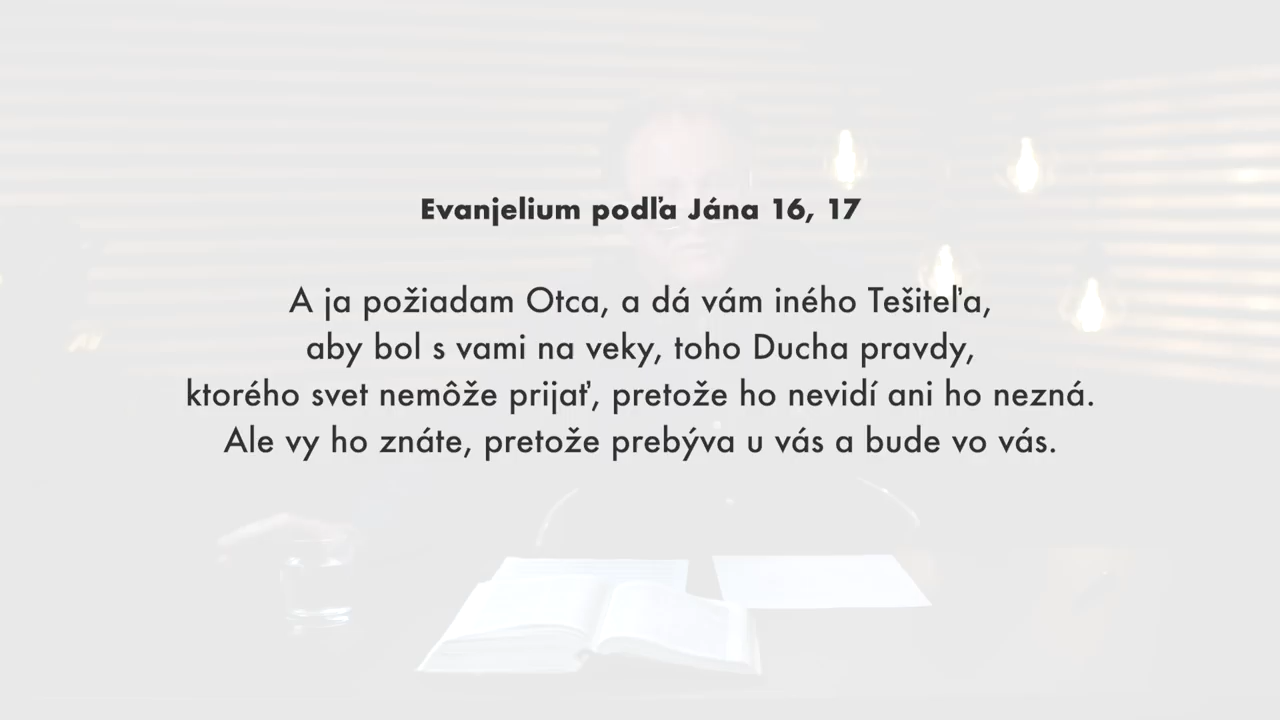 Evanjelium podľa Jána 16, 17
A ja požiadam Otca, a dá vám iného Tešiteľa,
aby bol s vami na veky, toho Ducha pravdy,
ktorého svet nemôže prijať, pretože ho nevidí ani ho nezná.
Ale vy ho znáte, pretože prebýva u vás a bude vo vás.